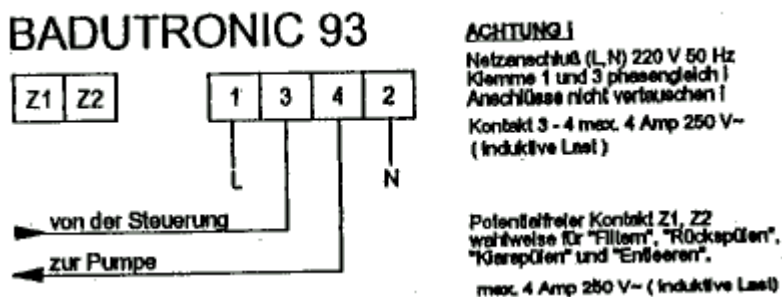 BADUTRONIC 93
Z1 Z2 1 3 4 2
L N
von der Steuerung
zur Pumpe
ACHTUNG !
Netzanschluß (L,N) 220 V 50 Hz
Klemme 1 und 3 phasengleich !
Anschlüsse nicht vertauschen !
Kontakt 3 - 4 max. 4 Amp 250 V~
( induktive Last )
Potentialfreier Kontakt Z1, Z2
wahlweise für "Filtern", "Rückspülen",
"Klarspülen" und "Entleeren".
max. 4 Amp 250 V~ ( induktive Last)